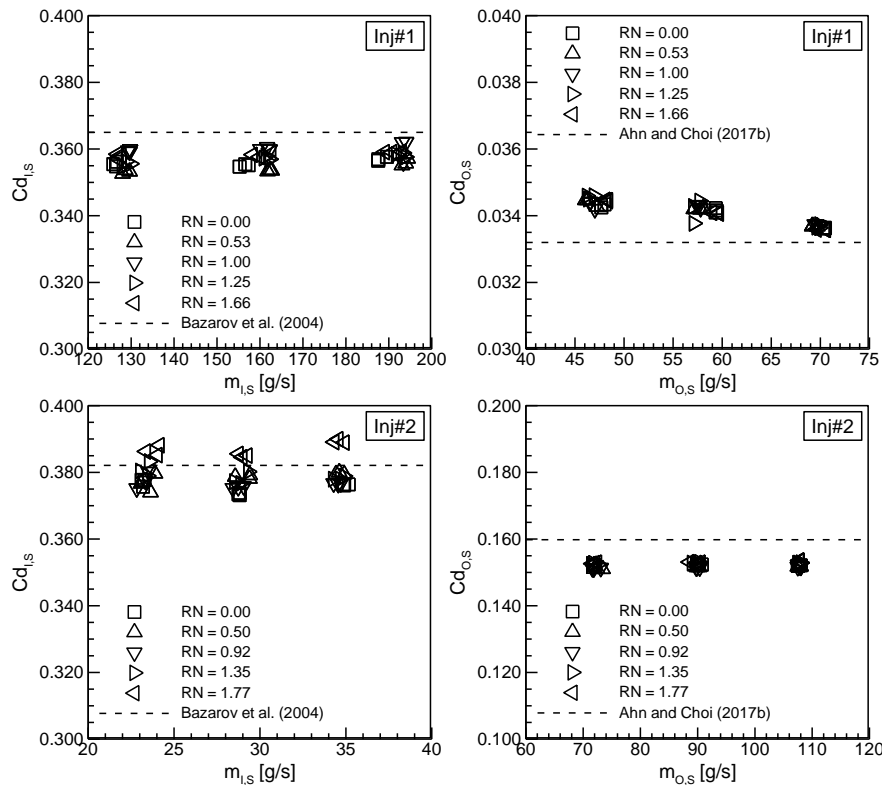 0.400
0.380
0.360
0.340
0.320
0.300
Cd_I,S
Inj#1
RN = 0.00
RN = 0.53
RN = 1.00
RN = 1.25
RN = 1.66
Bazarov et al. (2004)
120 130 140 150 160 170 180 190 200
m_I,S [g/s]
0.040
0.038
0.036
0.034
0.032
0.030
Cd_O,S
Inj#1
RN = 0.00
RN = 0.53
RN = 1.00
RN = 1.25
RN = 1.66
Ahn and Choi (2017b)
40 45 50 55 60 65 70 75
m_O,S [g/s]
0.400
0.380
0.360
0.340
0.320
0.300
Cd_I,S
Inj#2
RN = 0.00
RN = 0.50
RN = 0.92
RN = 1.35
RN = 1.77
Bazarov et al. (2004)
20 25 30 35 40
m_I,S [g/s]
0.200
0.180
0.160
0.140
0.120
0.100
Cd_O,S
Inj#2
RN = 0.00
RN = 0.50
RN = 0.92
RN = 1.35
RN = 1.77
Ahn and Choi (2017b)
60 70 80 90 100 110 120
m_O,S [g/s]